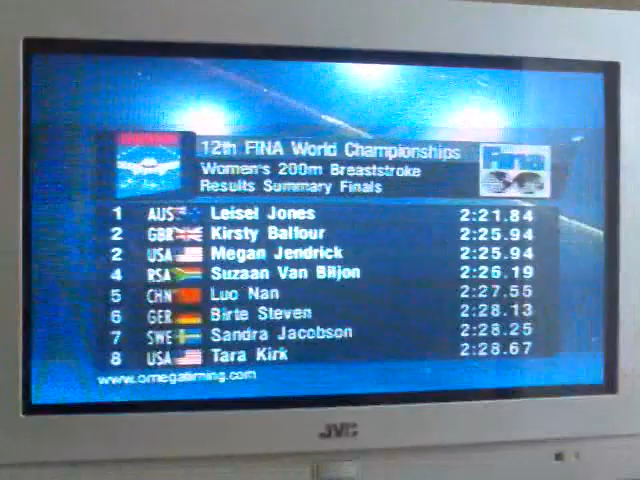 12th FINA World Championships
Women's 200m Breaststroke
Results Summary Finals
1 AUS Leisel Jones 2:21.84
2 GBR Kirsty Balfour 2:25.94
2 USA Megan Jendrick 2:25.94
4 RSA Suzaan Van Biljon 2:26.19
5 CHN Luo Nan 2:27.55
6 GER Birte Steven 2:28.13
7 SWE Sandra Jacobson 2:28.25
8 USA Tara Kirk 2:28.67
www.omegatiming.com
JVC